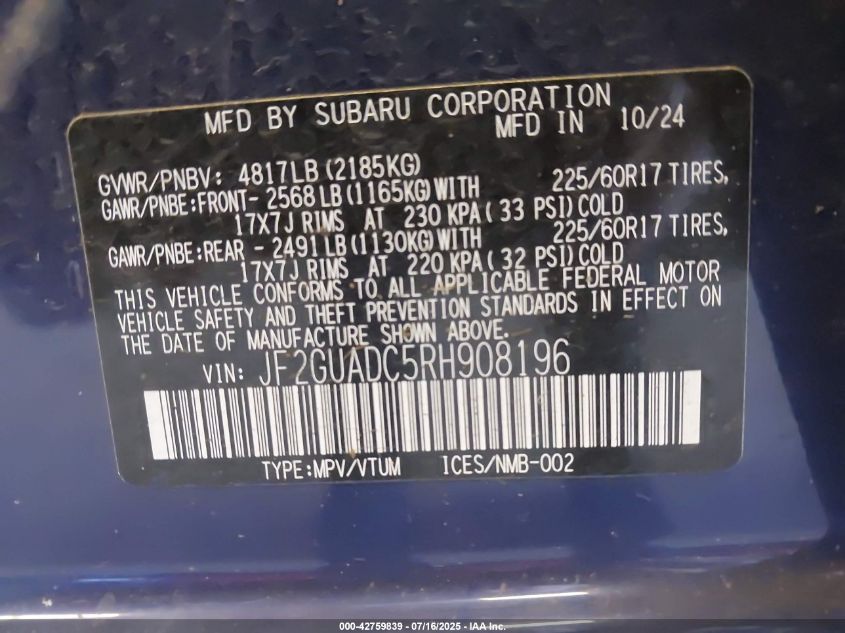 MFD BY SUBARU CORPORATION
MFD IN 10/24
GVWR/PNBV: 4817LB(2185KG)
GAWR/PNBE:FRONT-2568LB(1165KG)WITH 225/60R17 TIRES,
17X7J RIMS AT 230 KPA( 33 PSI)COLD
GAWR/PNBE:REAR -2491LB(1130KG)WITH 225/60R17 TIRES,
17X7J RIMS AT 220 KPA( 32 PSI)COLD
THIS VEHICLE CONFORMS TO ALL APPLICABLE FEDERAL MOTOR
VEHICLE SAFETY AND THEFT PREVENTION STANDARDS IN EFFECT ON
THE DATE OF MANUFACTURE SHOWN ABOVE.
VIN: JF2GUADC5RH908196
TYPE:MPV/VTUM ICES/NMB-002
000-42759839 - 07/16/2025 - IAA Inc.